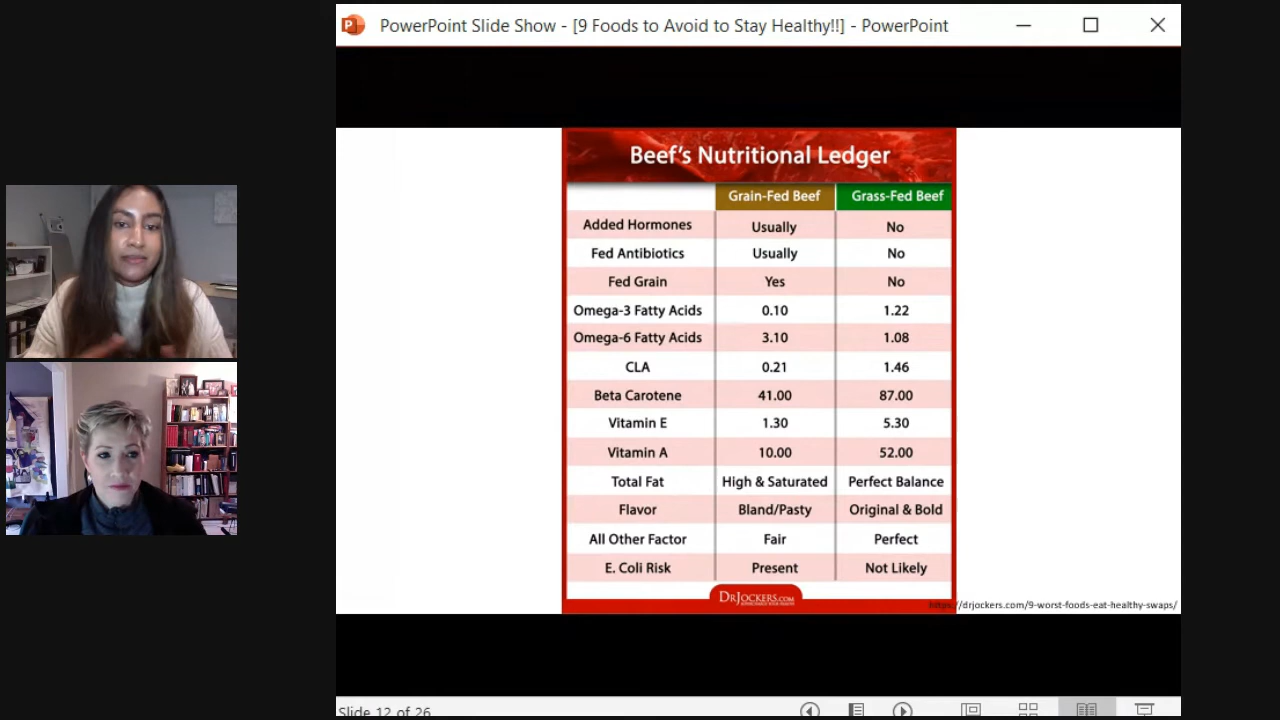 PowerPoint Slide Show - [9 Foods to Avoid to Stay Healthy!!] - PowerPoint
Beef's Nutritional Ledger
Grain-Fed Beef Grass-Fed Beef
Added Hormones Usually No
Fed Antibiotics Usually No
Fed Grain Yes No
Omega-3 Fatty Acids 0.10 1.22
Omega-6 Fatty Acids 3.10 1.08
CLA 0.21 1.46
Beta Carotene 41.00 87.00
Vitamin E 1.30 5.30
Vitamin A 10.00 52.00
Total Fat High & Saturated Perfect Balance
Flavor Bland/Pasty Original & Bold
All Other Factor Fair Perfect
E. Coli Risk Present Not Likely
DRJOCKERS.COM
https://drjockers.com/9-worst-foods-eat-healthy-swaps/
Slide 12 of 26